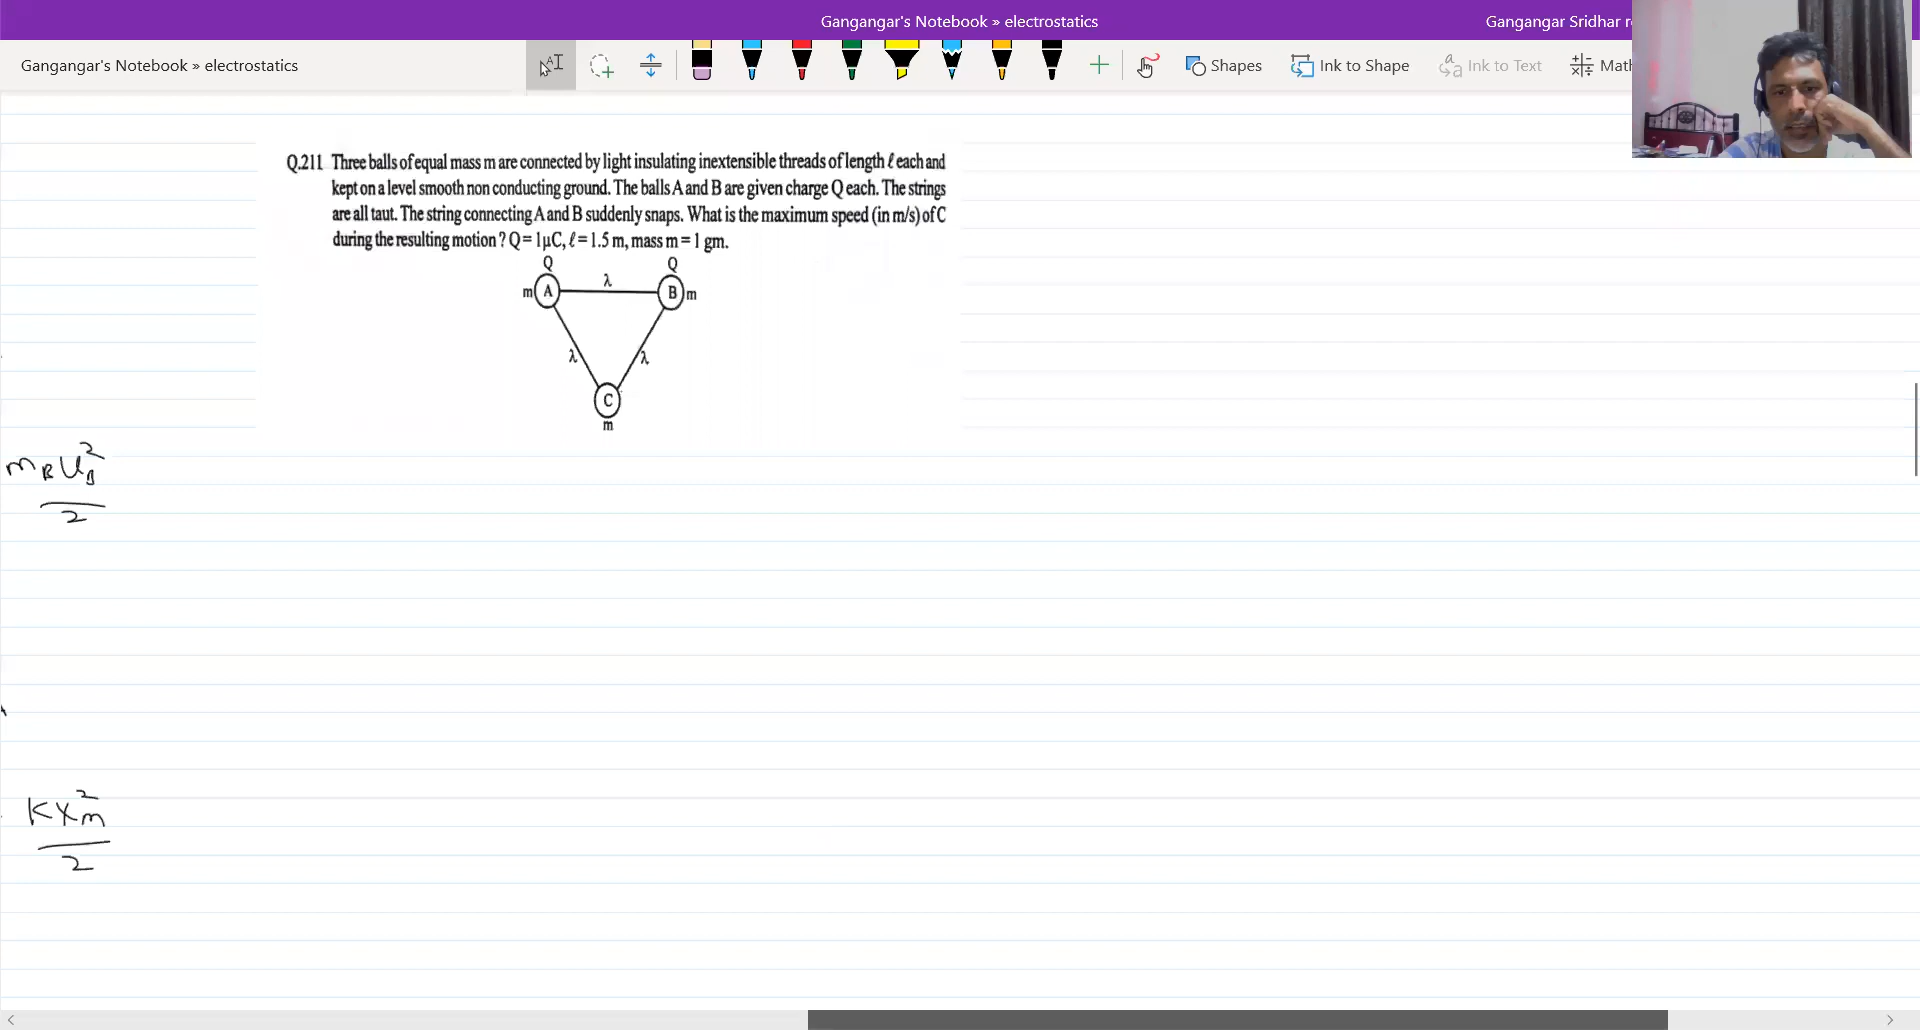 Gangangar's Notebook » electrostatics
Gangangar Sridhar
Gangangar's Notebook » electrostatics
Shapes
Ink to Shape
Ink to Text
Math
Q.211 Three balls of equal mass m are connected by light insulating inextensible threads of length ℓ each and
kept on a level smooth non conducting ground. The balls A and B are given charge Q each. The strings
are all taut. The string connecting A and B suddenly snaps. What is the maximum speed (in m/s) of C
during the resulting motion ? Q = 1μC, ℓ = 1.5 m, mass m = 1 gm.
Q Q
m A λ B m
λ λ
C
m
m_B u_B^2
2
K x_m^2
2